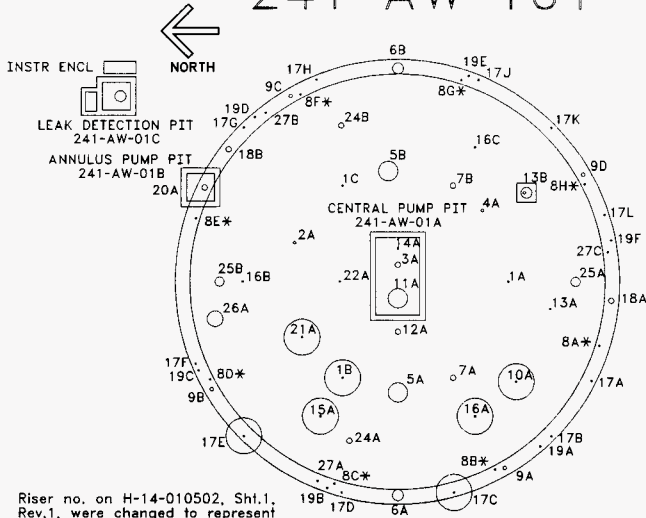 241-AW-101
NORTH
INSTR ENCL
LEAK DETECTION PIT
241-AW-01C
ANNULUS PUMP PIT
241-AW-01B
20A
6B
19E
17J
17H
9C
8F*
8G*
19D
17G
27B
24B
17K
18B
16C
5B
9D
1C
7B
13B
8H*
CENTRAL PUMP PIT
241-AW-01A
4A
17L
8E*
14A
19F
2A
3A
27C
25B
16B
22A
11A
1A
25A
18A
26A
13A
21A
12A
8A*
17F
19C
8D*
1B
5A
7A
10A
17A
9B
15A
16A
17E
24A
17B
19A
27A
8C*
8B*
9A
19B
17D
6A
17C
Riser no. on H-14-010502, Sht.1,
Rev.1, were changed to represent